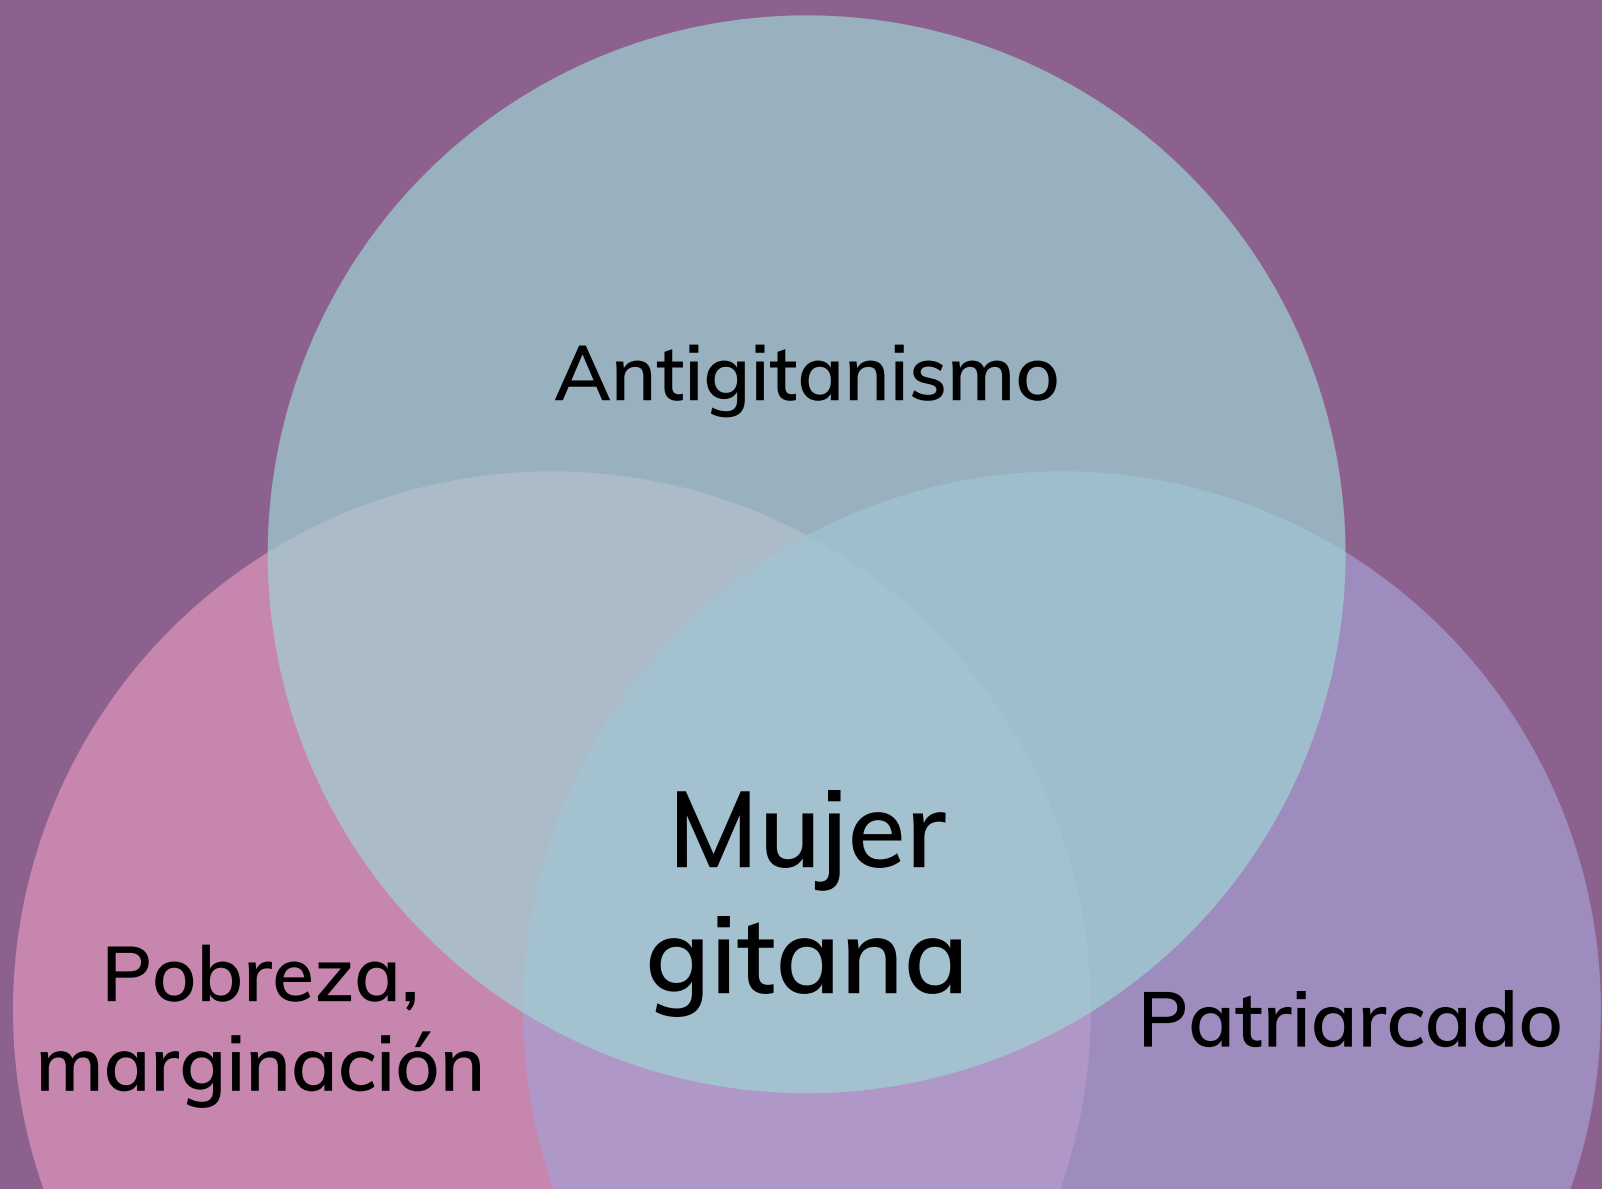 Antigitanismo
Mujer
gitana
Pobreza,
marginación
Patriarcado